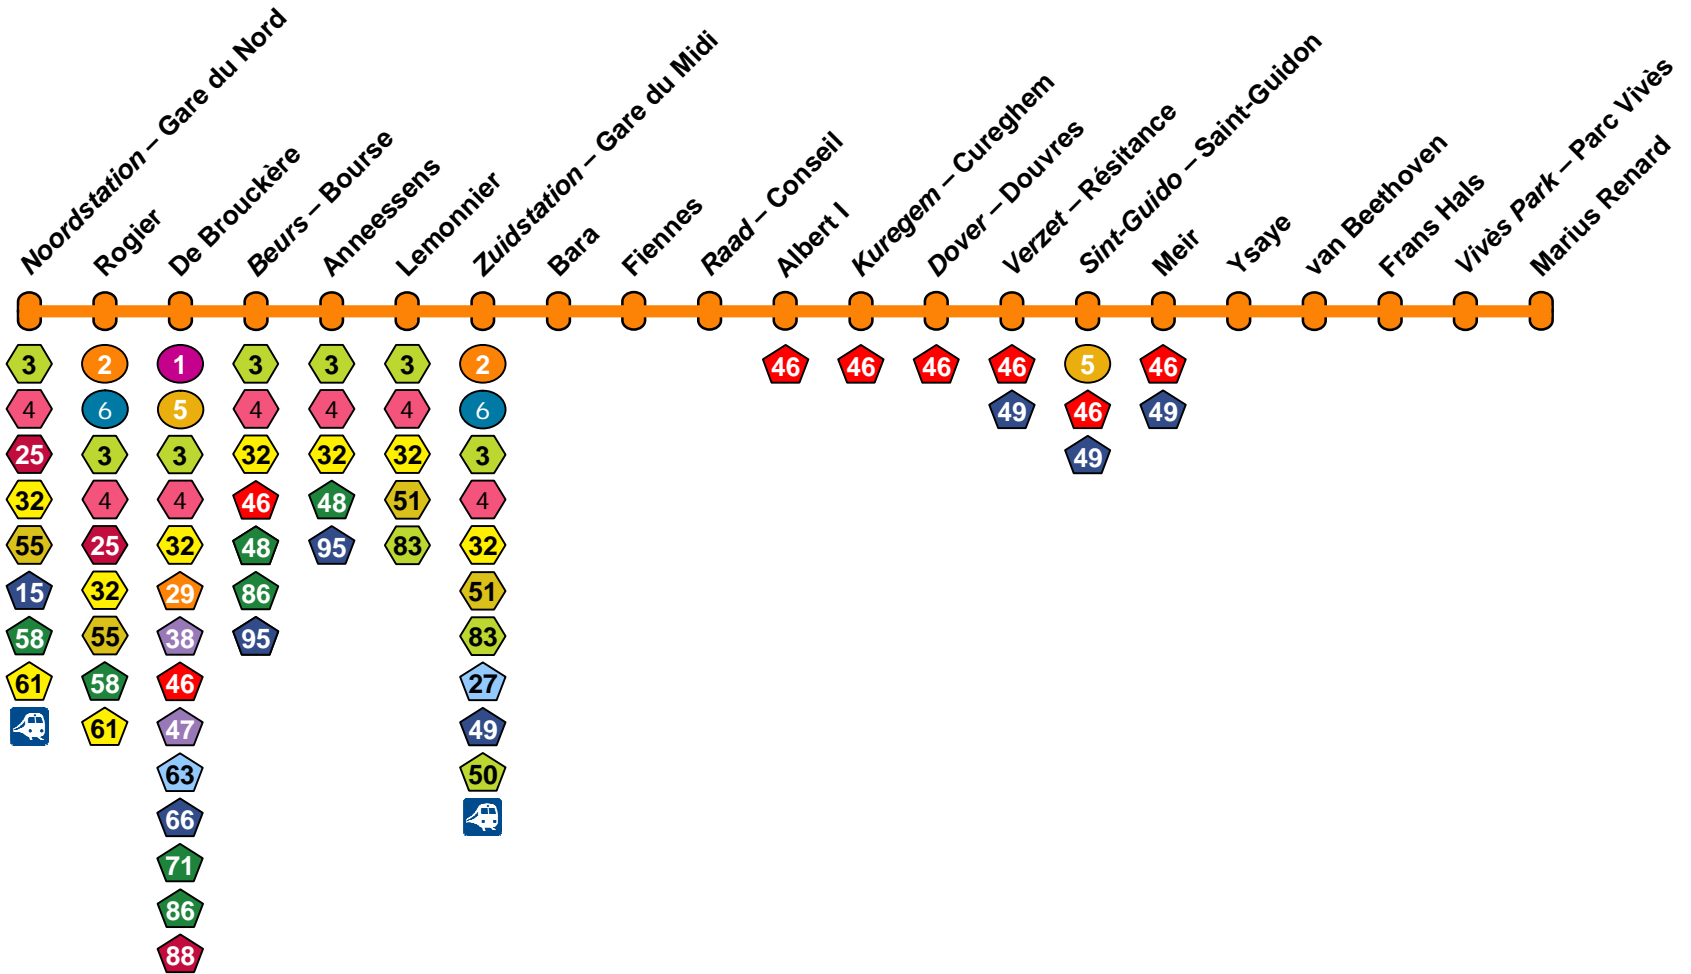 Noordstation – Gare du Nord
Rogier
De Brouckère
Beurs – Bourse
Anneessens
Lemonnier
Zuidstation – Gare du Midi
Bara
Fiennes
Raad – Conseil
Albert I
Kuregem – Cureghem
Dover – Douvres
Verzet – Résitance
Sint-Guido – Saint-Guidon
Meir
Ysaye
van Beethoven
Frans Hals
Vivès Park – Parc Vivès
Marius Renard
3 2 1 3 3 3 2 46 46 46 46 5 46
4 6 5 4 4 4 6 49 46 49
25 3 3 32 32 32 3 49
32 4 4 46 48 51 4
55 25 32 48 95 83 32
15 32 29 86 51
58 55 38 95 83
61 58 46 27
61 47 49
63 50
66
71
86
88